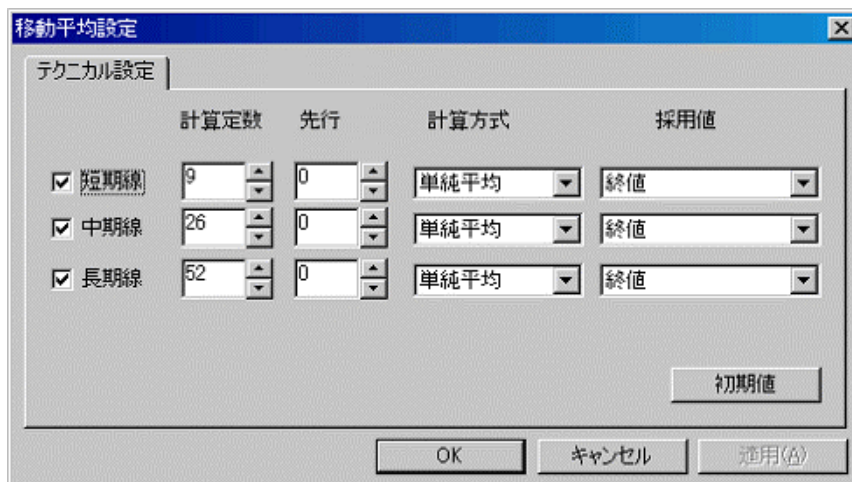 移動平均設定
テクニカル設定
計算定数 先行 計算方式 採用値
短期線 9 0 単純平均 終値
中期線 26 0 単純平均 終値
長期線 52 0 単純平均 終値
初期値
OK キャンセル 適用(A)